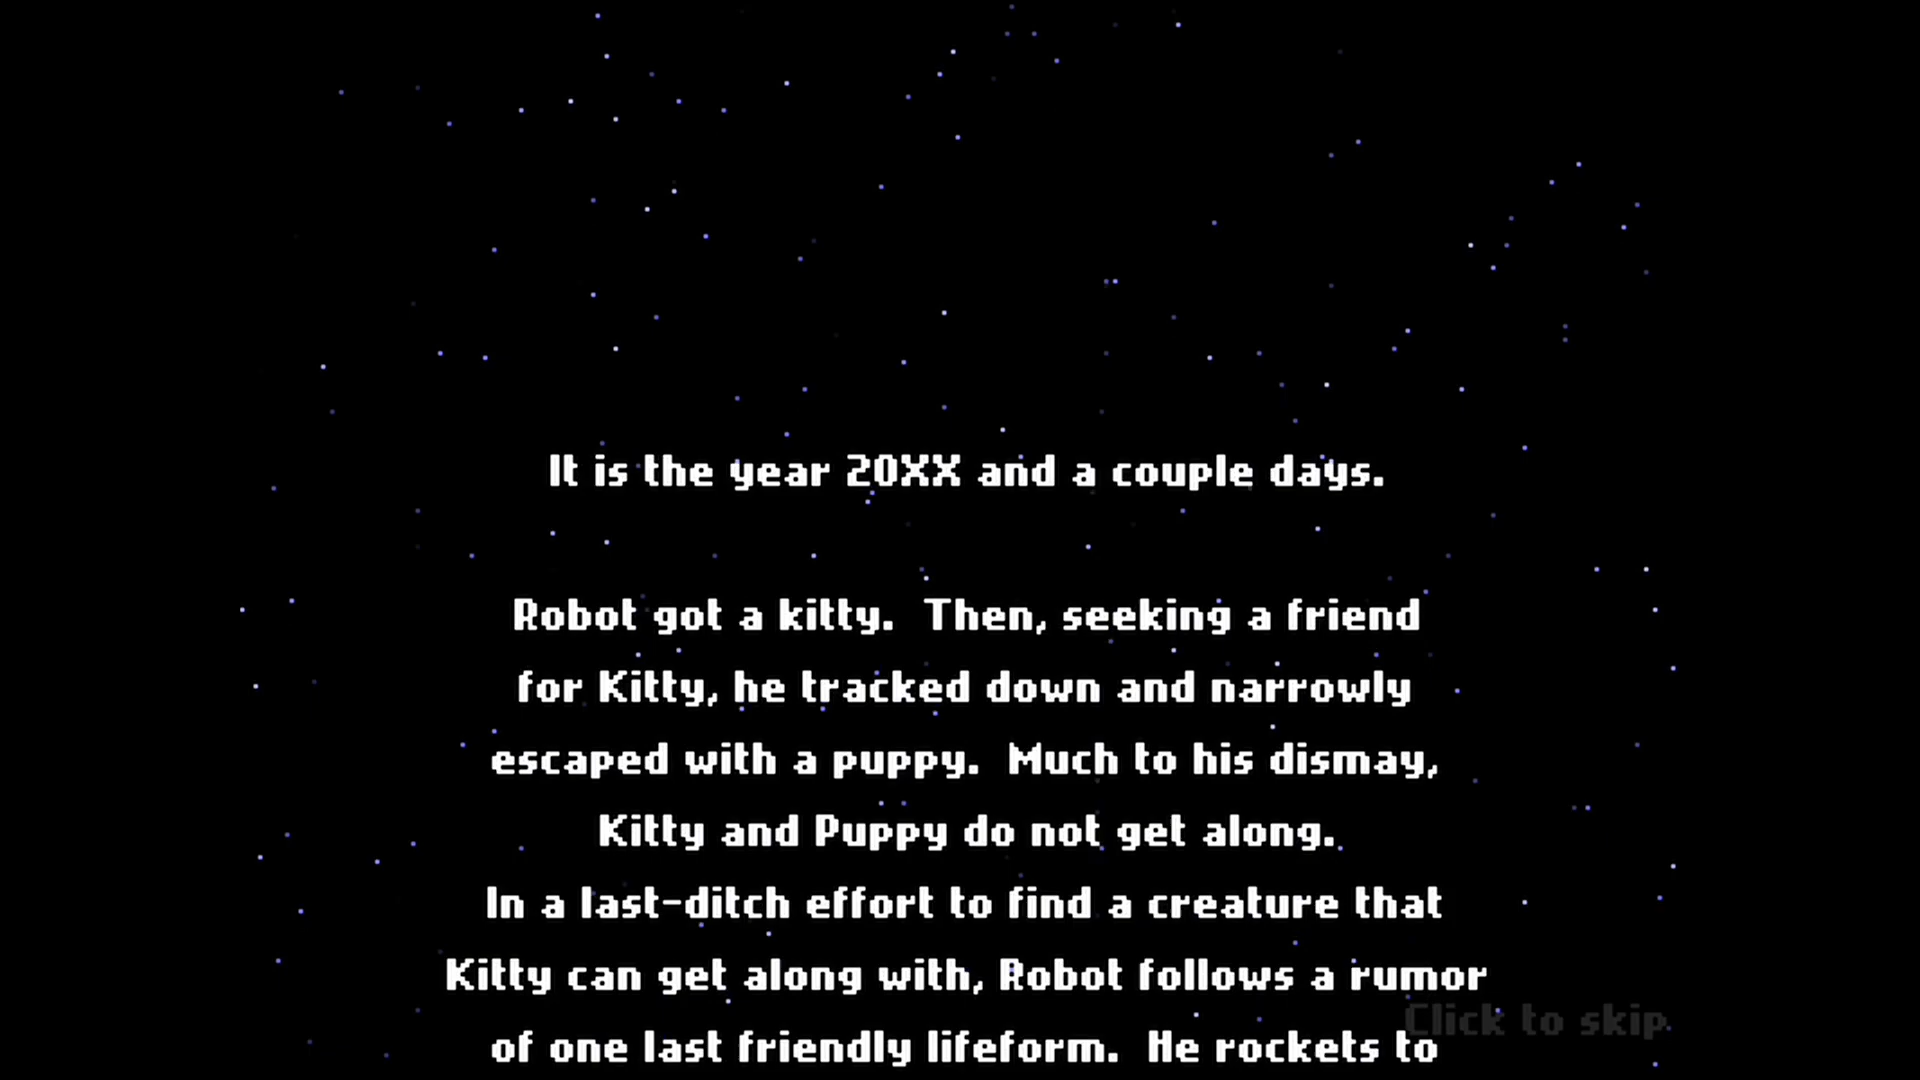 It is the year 20XX and a couple days.
Robot got a kitty.  Then, seeking a friend
for Kitty, he tracked down and narrowly
escaped with a puppy.  Much to his dismay,
Kitty and Puppy do not get along.
In a last-ditch effort to find a creature that
Kitty can get along with, Robot follows a rumor
Click to skip
of one last friendly lifeform.  He rockets to